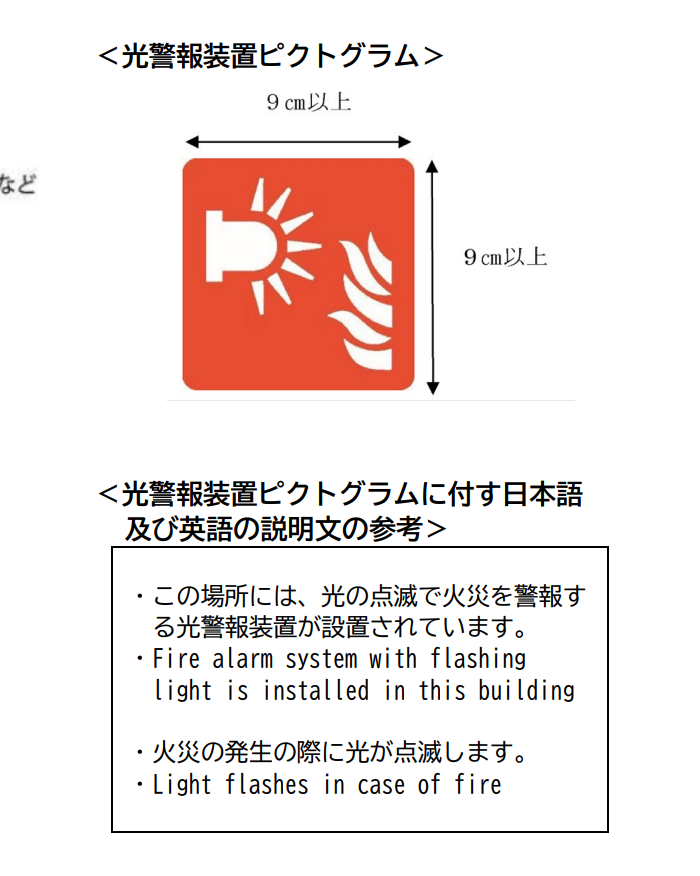 ＜光警報装置ピクトグラム＞
９㎝以上
など
９㎝以上
＜光警報装置ピクトグラムに付す日本語
及び英語の説明文の参考＞
・この場所には、光の点滅で火災を警報す
る光警報装置が設置されています。
・Fire alarm system with flashing
light is installed in this building
・火災の発生の際に光が点滅します。
・Light flashes in case of fire